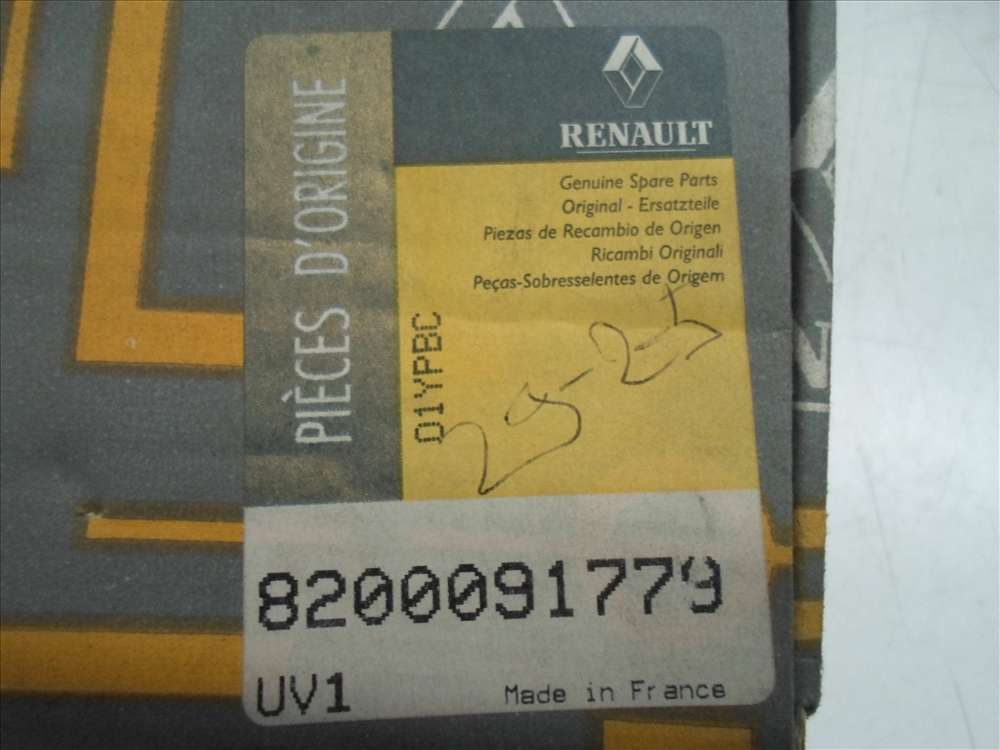 PIÈCES D'ORIGINE
RENAULT
Genuine Spare Parts
Original - Ersatzteile
Piezas de Recambio de Origen
Ricambi Originali
Peças-Sobresselentes de Origem
01YPBC
8200091779
UV1
Made in France